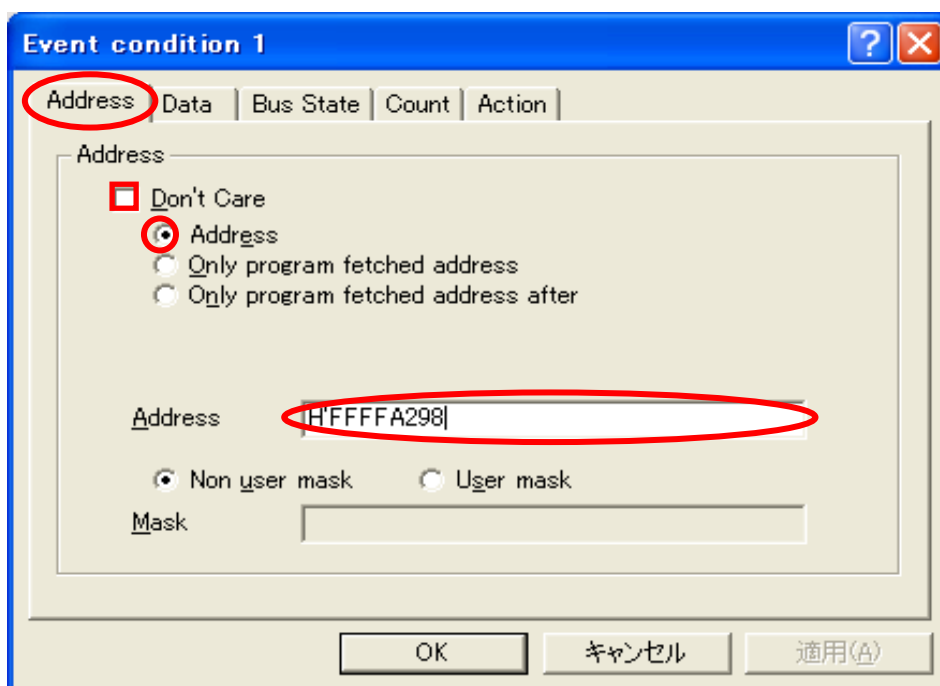 Event condition 1
Address Data Bus State Count Action
Address
Don't Care
Address
Only program fetched address
Only program fetched address after
Address H'FFFFA298
Non user mask User mask
Mask
OK キャンセル 適用(A)